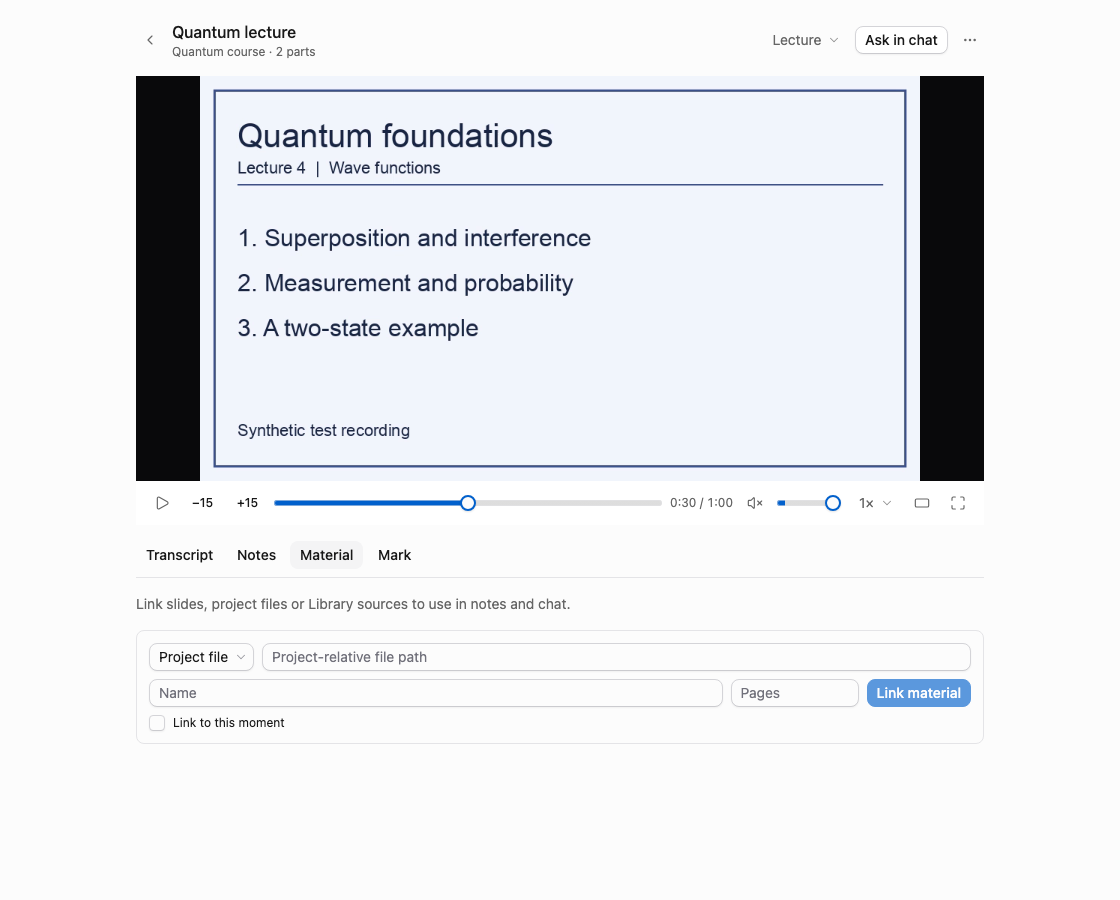 Quantum lecture
Quantum course · 2 parts
Lecture
Ask in chat
Quantum foundations
Lecture 4 | Wave functions
1. Superposition and interference
2. Measurement and probability
3. A two-state example
Synthetic test recording
−15 +15 0:30 / 1:00 1×
Transcript Notes Material Mark
Link slides, project files or Library sources to use in notes and chat.
Project file Project-relative file path
Name Pages Link material
Link to this moment